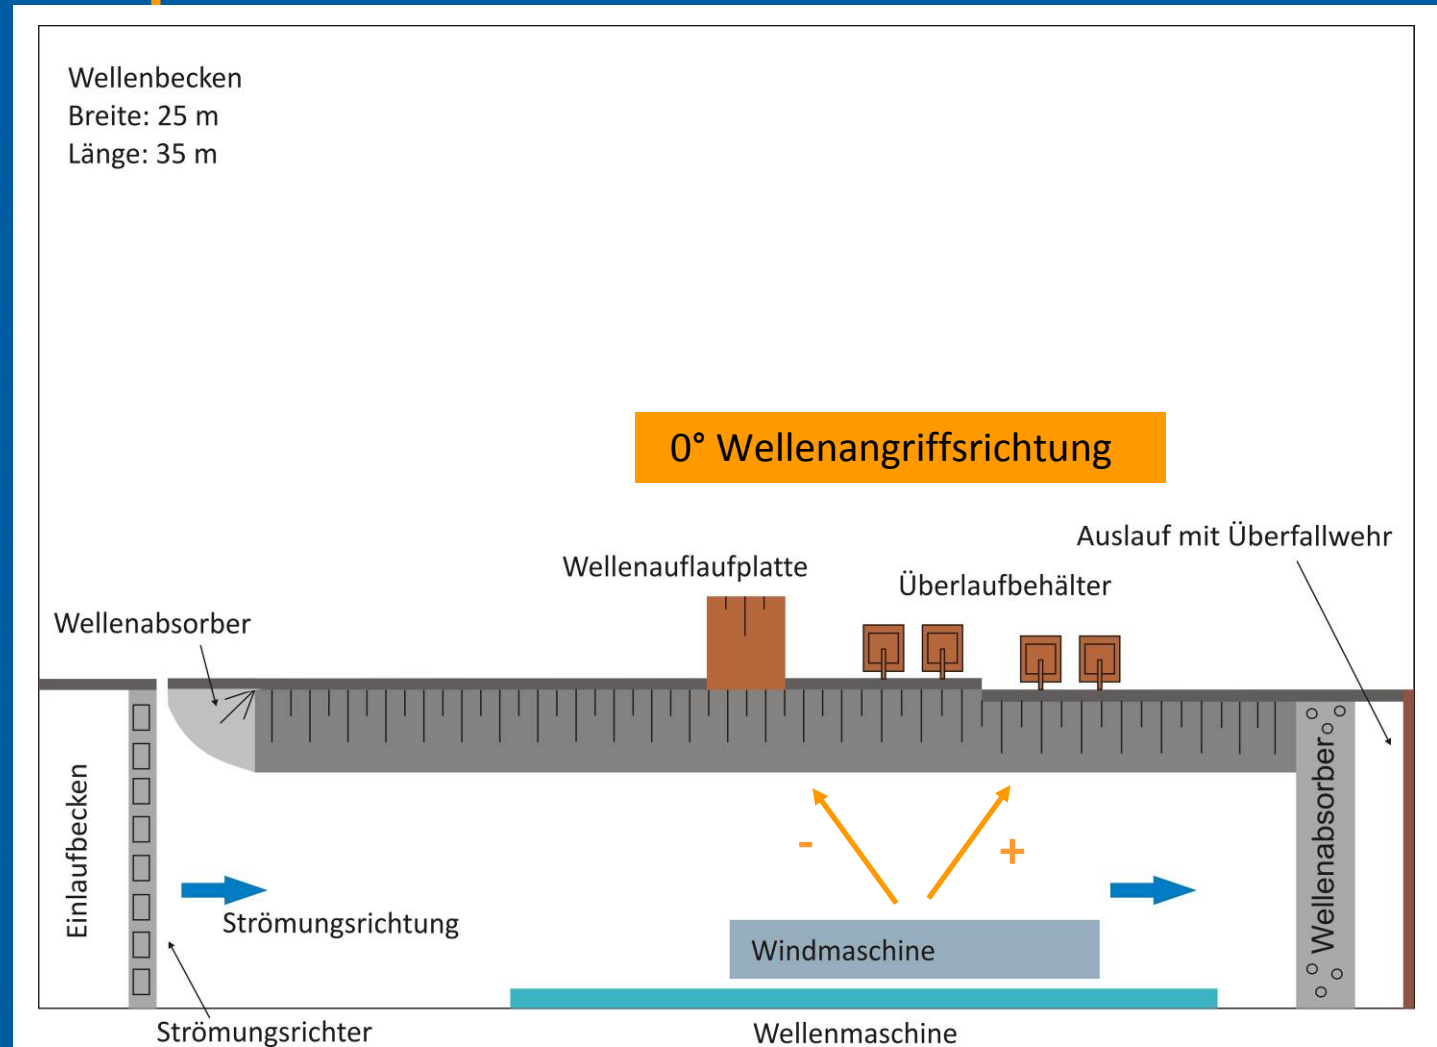 Wellenbecken
Breite: 25 m
Länge: 35 m
0° Wellenangriffsrichtung
Auslauf mit Überfallwehr
Wellenauflaufplatte
Überlaufbehälter
Wellenabsorber
Einlaufbecken
-
+
Wellenabsorber
Strömungsrichtung
Windmaschine
Strömungsrichter
Wellenmaschine